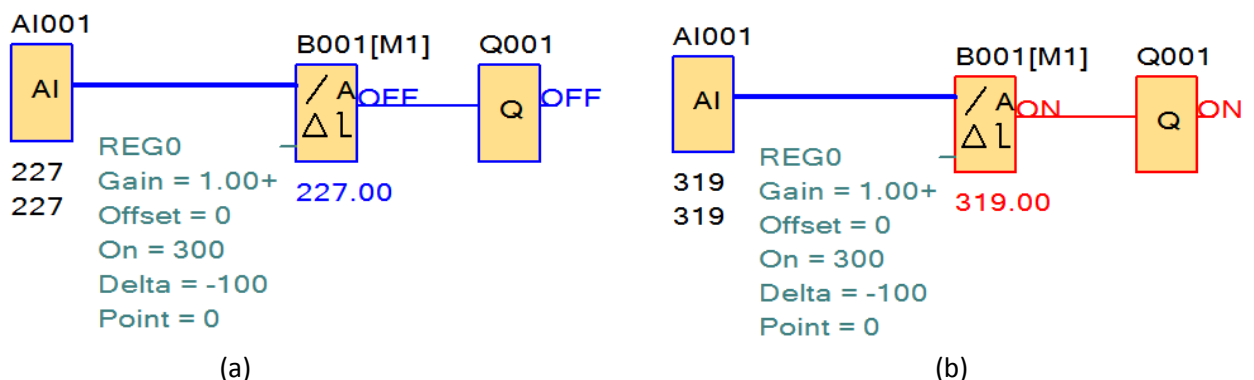 AI001
B001[M1]
Q001
AI
A
OFF
Q
OFF
REG0
227
Gain = 1.00+
227.00
227
Offset = 0
On = 300
Delta = -100
Point = 0
(a)
AI001
B001[M1]
Q001
AI
A
ON
Q
ON
REG0
319
Gain = 1.00+
319.00
319
Offset = 0
On = 300
Delta = -100
Point = 0
(b)